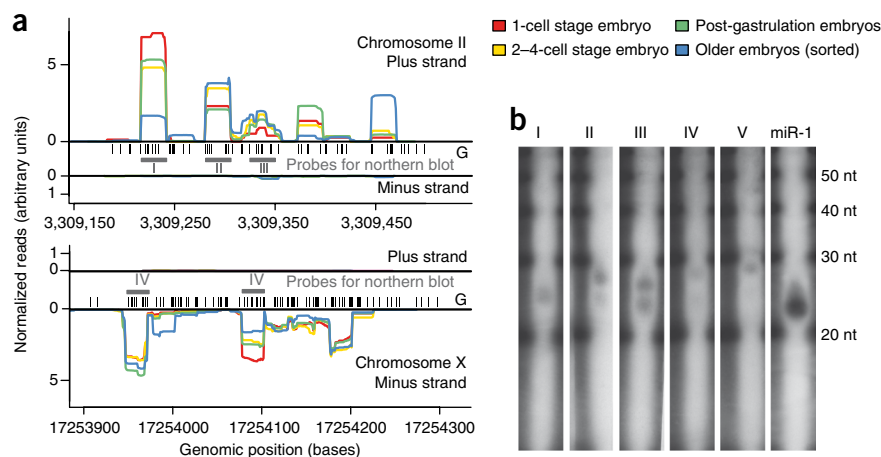 a
Chromosome II
Plus strand
5
0
G
Probes for northern blot
I II III
0
Minus strand
1
3,309,150 3,309,250 3,309,350 3,309,450
Normalized reads (arbitrary units)
1
Plus strand
0
IV IV
Probes for northern blot
G
0
Chromosome X
5
Minus strand
17253900 17254000 17254100 17254200 17254300
Genomic position (bases)
1-cell stage embryo
2–4-cell stage embryo
Post-gastrulation embryos
Older embryos (sorted)
b
I II III IV V miR-1
50 nt
40 nt
30 nt
20 nt